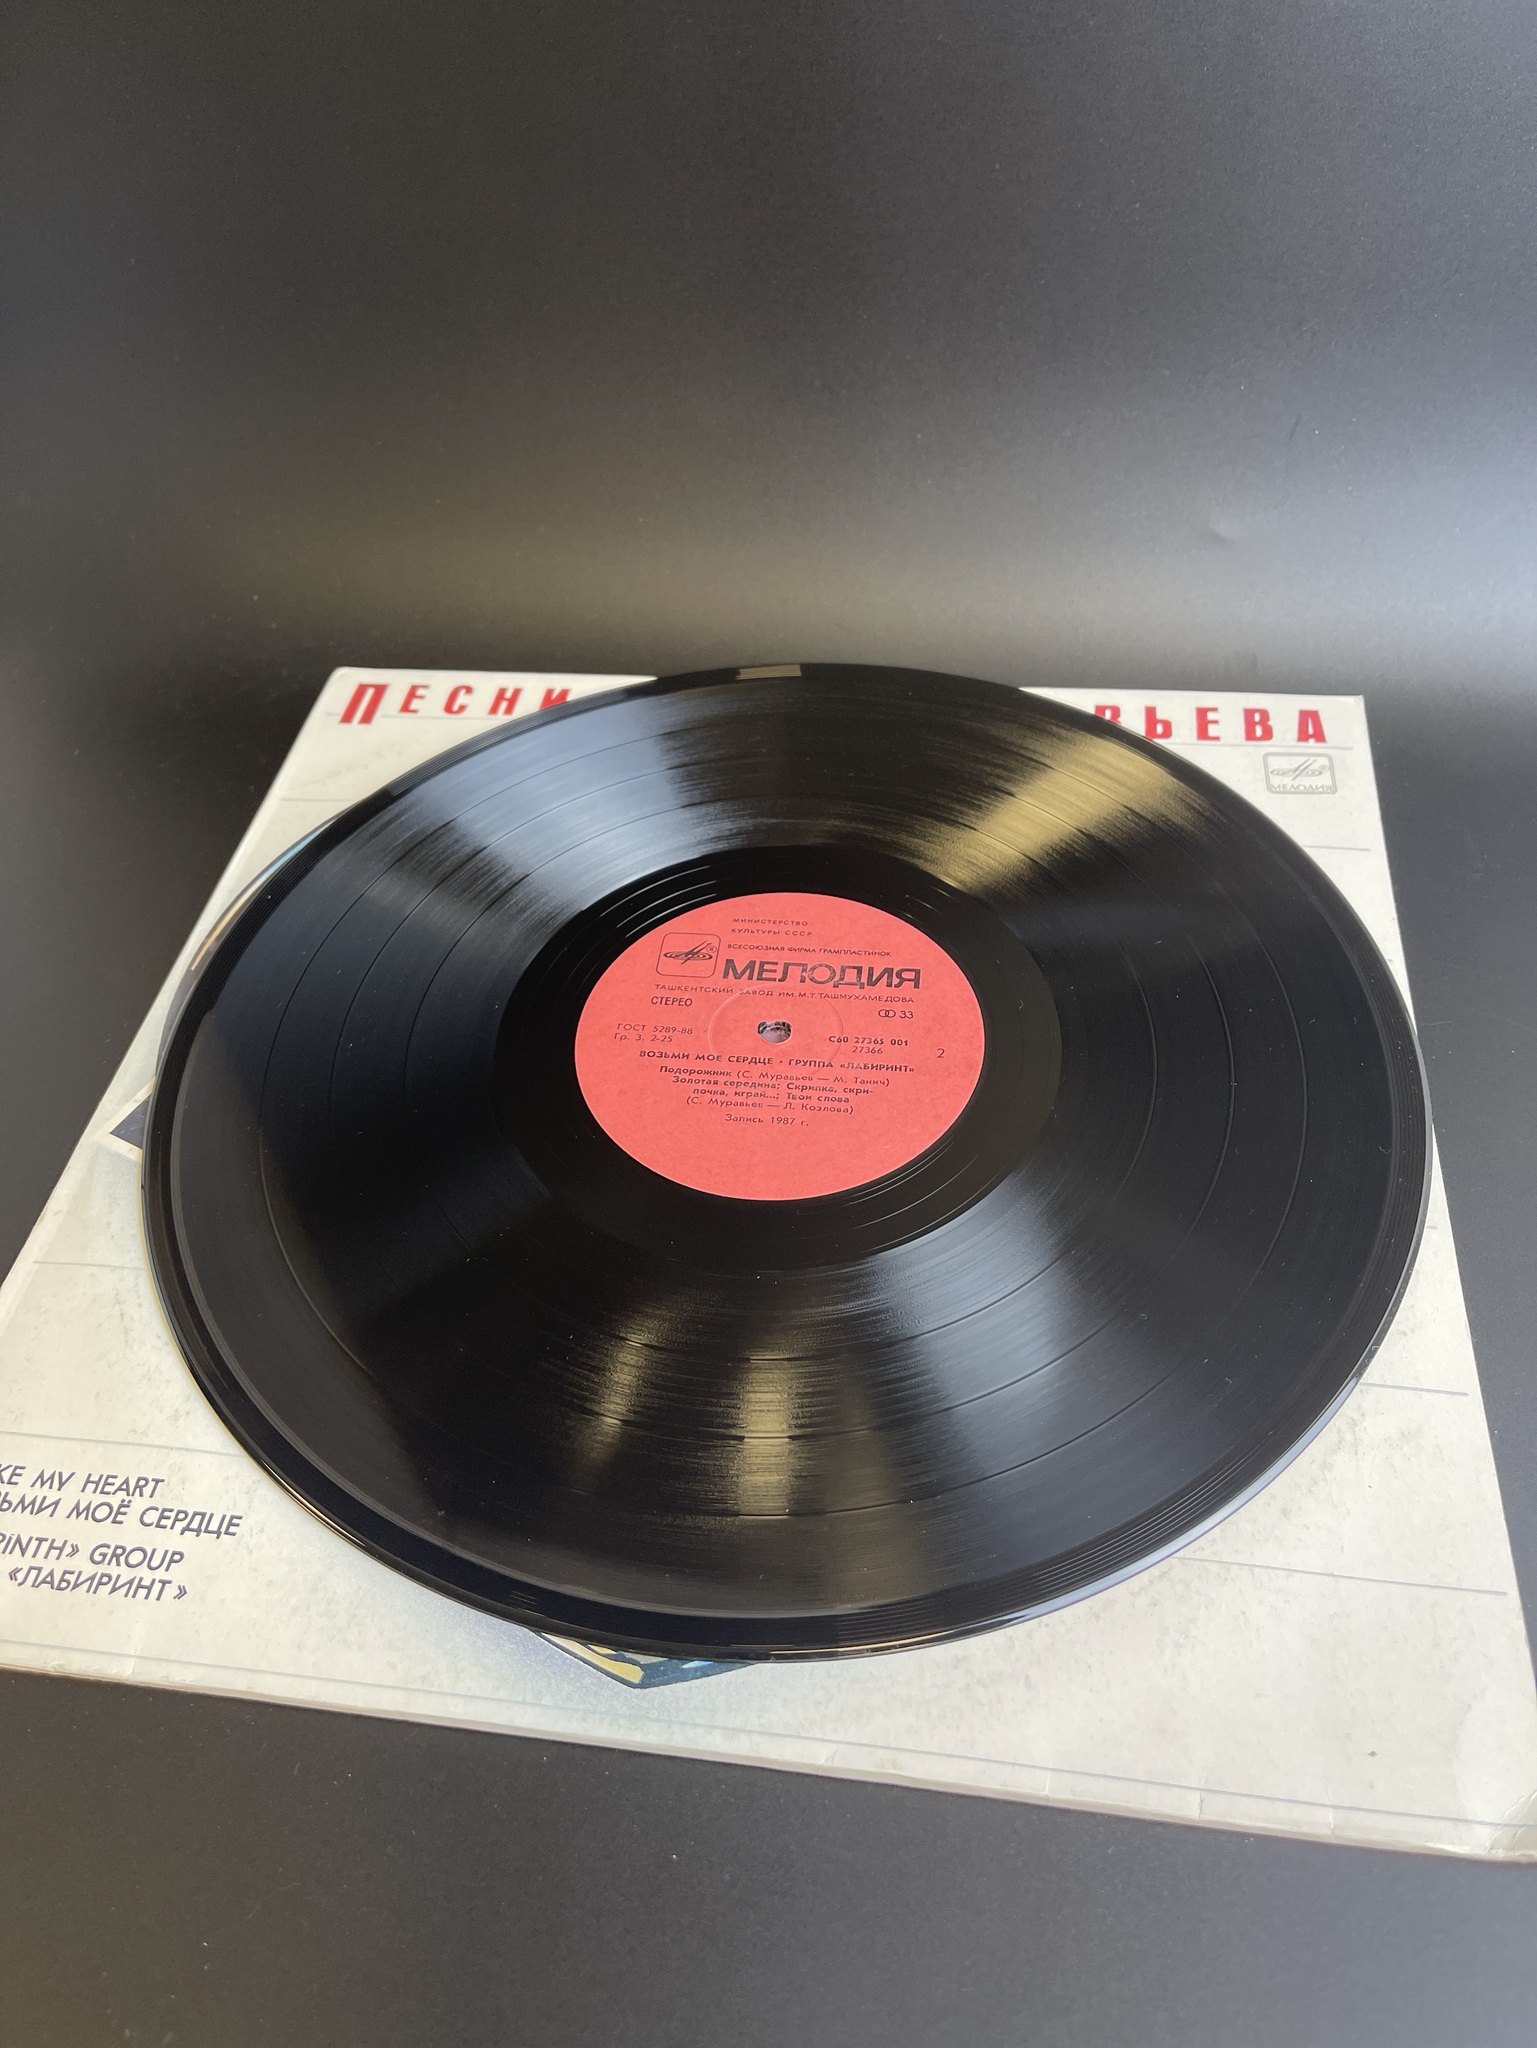 ПЕСНИ
ВЬЕВА
МЕЛОДИЯ
МИНИСТЕРСТВО
КУЛЬТУРЫ СССР
ВСЕСОЮЗНАЯ ФИРМА ГРАМПЛАСТИНОК
МЕЛОДИЯ
ТАШКЕНТСКИЙ ЗАВОД ИМ. М.Т.ТАШМУХАМЕДОВА
СТЕРЕО
33
ГОСТ 5289-88
Гр. 3. 2-25
С60 27365 001
27366
2
ВОЗЬМИ МОЕ СЕРДЦЕ • ГРУППА «ЛАБИРИНТ»
Подорожник (С. Муравьев — М. Танич)
Золотая середина; Скрипка, скри-
почка, играй...; Твои слова
(С. Муравьев — Л. Козлова)
Запись 1987 г.
KE MY HEART
ЬМИ МОЁ СЕРДЦЕ
RINTH» GROUP
«ЛАБИРИНТ»